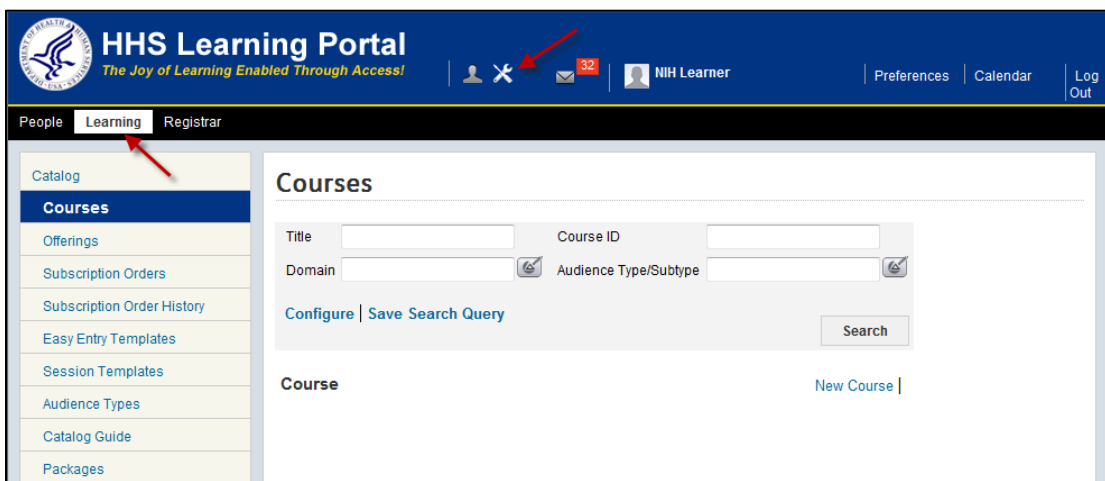 HHS Learning Portal
The Joy of Learning Enabled Through Access!
32
NIH Learner
Preferences
Calendar
Log
Out
People Learning Registrar
Catalog
Courses
Offerings
Subscription Orders
Subscription Order History
Easy Entry Templates
Session Templates
Audience Types
Catalog Guide
Packages
Courses
Title
Course ID
Domain
Audience Type/Subtype
Configure | Save Search Query
Search
Course
New Course |